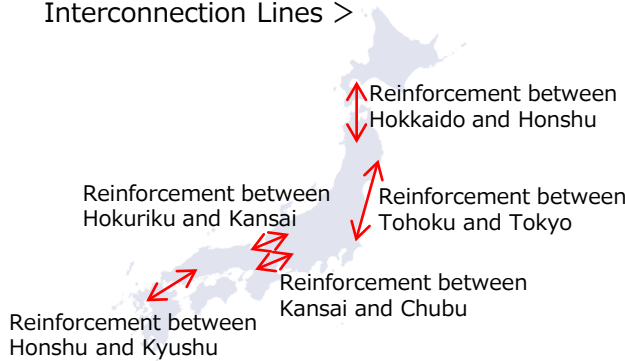 Interconnection Lines >
Reinforcement between
Hokkaido and Honshu
Reinforcement between
Hokuriku and Kansai
Reinforcement between
Tohoku and Tokyo
Reinforcement between
Kansai and Chubu
Reinforcement between
Honshu and Kyushu